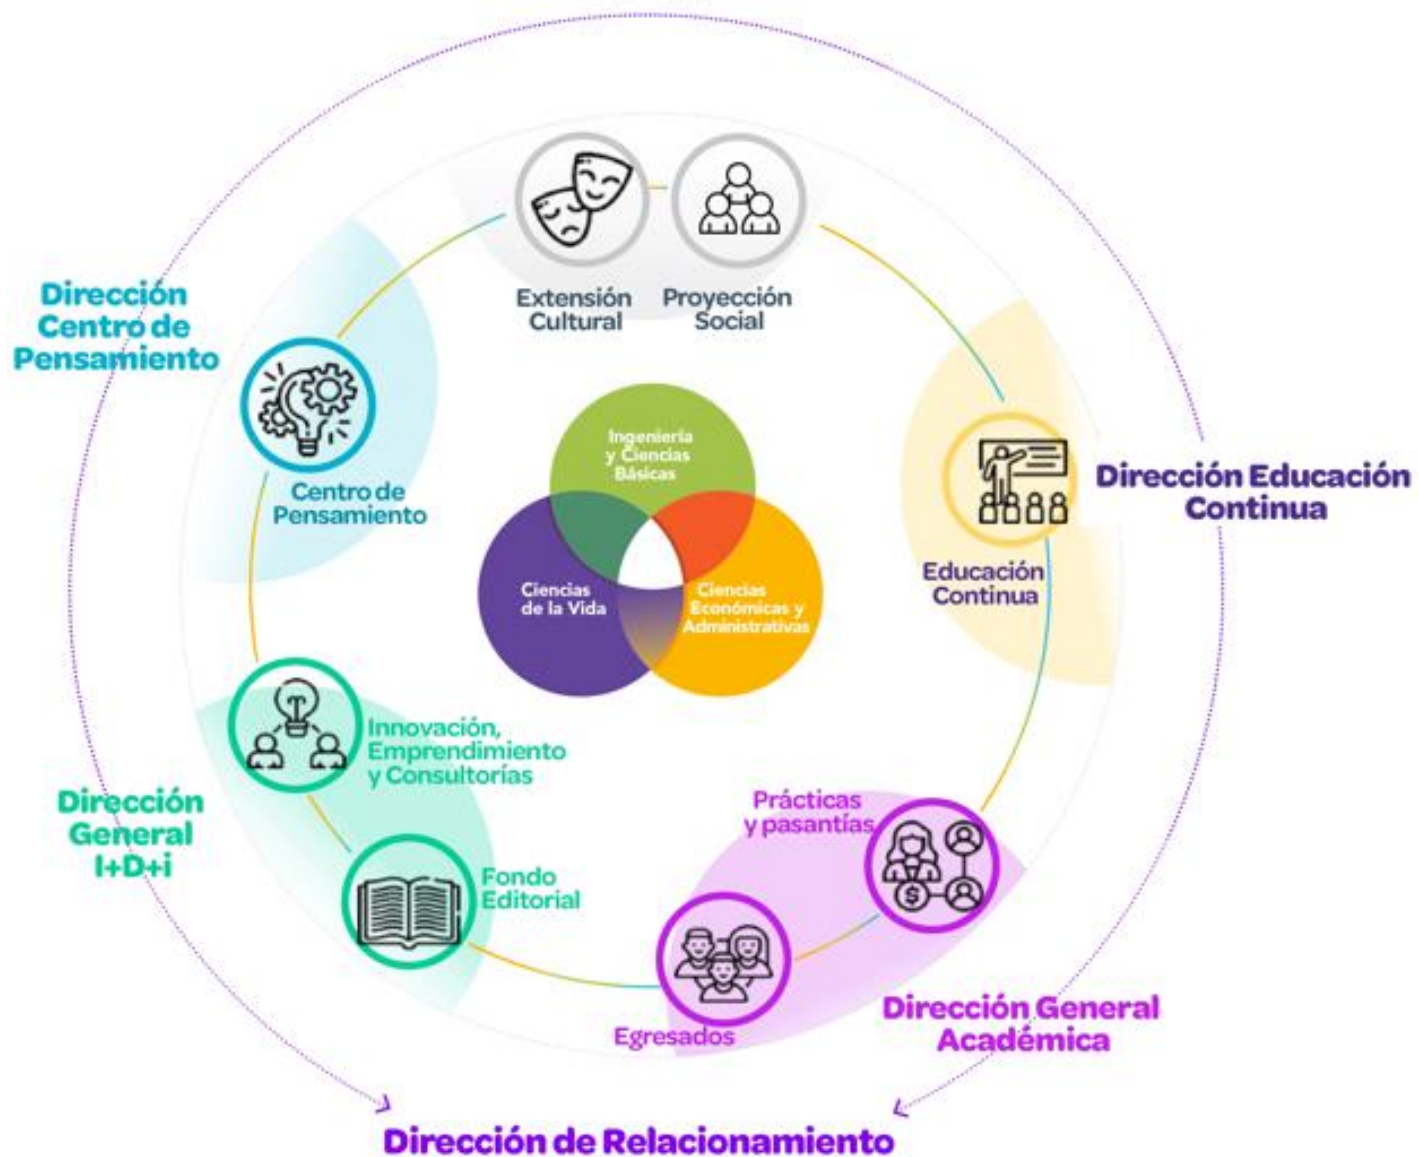 Extensión
Cultural
Proyección
Social
Dirección
Centro de
Pensamiento
Centro de
Pensamiento
Ingeniería
y Ciencias
Básicas
Ciencias
de la Vida
Ciencias
Económicas y
Administrativas
Dirección Educación
Continua
Educación
Continua
Innovación,
Emprendimiento
y Consultorías
Dirección
General
I+D+i
Fondo
Editorial
Prácticas
y pasantías
$
Egresados
Dirección General
Académica
Dirección de Relacionamiento